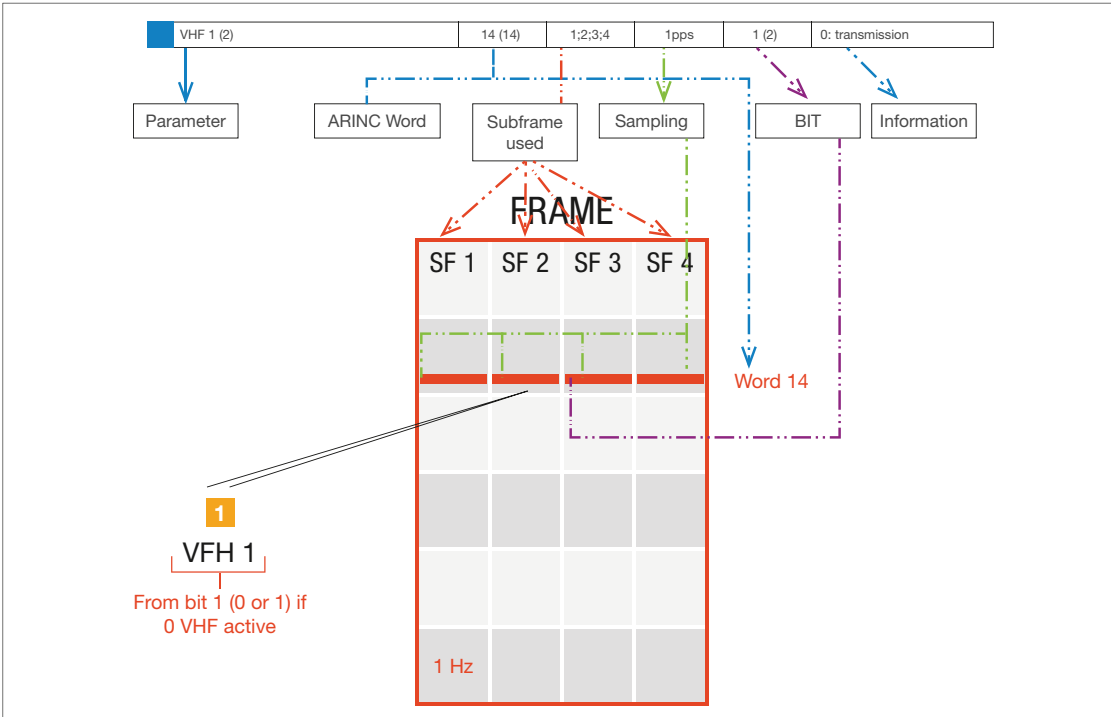 VHF 1 (2) 14 (14) 1;2;3;4 1pps 1 (2) 0: transmission
Parameter ARINC Word Subframe used Sampling BIT Information
FRAME
SF 1 SF 2 SF 3 SF 4
Word 14
1
VFH 1
From bit 1 (0 or 1) if
0 VHF active
1 Hz